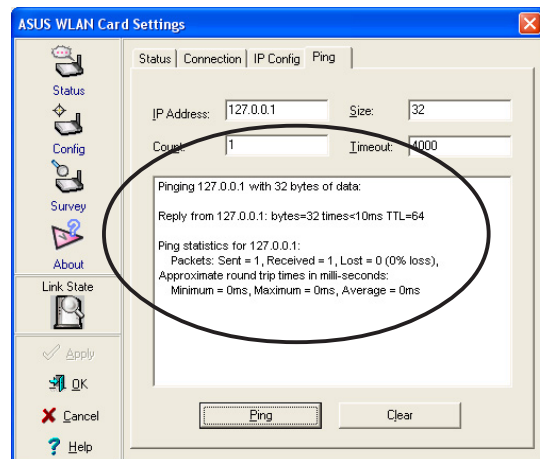 ASUS WLAN Card Settings
Status
Config
Survey
About
Link State
Apply
OK
Cancel
Help
Status Connection IP Config Ping
IP Address: 127.0.0.1 Size: 32
Count: 1 Timeout: 4000
Pinging 127.0.0.1 with 32 bytes of data:
Reply from 127.0.0.1: bytes=32 times<10ms TTL=64
Ping statistics for 127.0.0.1:
Packets: Sent = 1, Received = 1, Lost = 0 (0% loss),
Approximate round trip times in milli-seconds:
Minimum = 0ms, Maximum = 0ms, Average = 0ms
Ping Clear